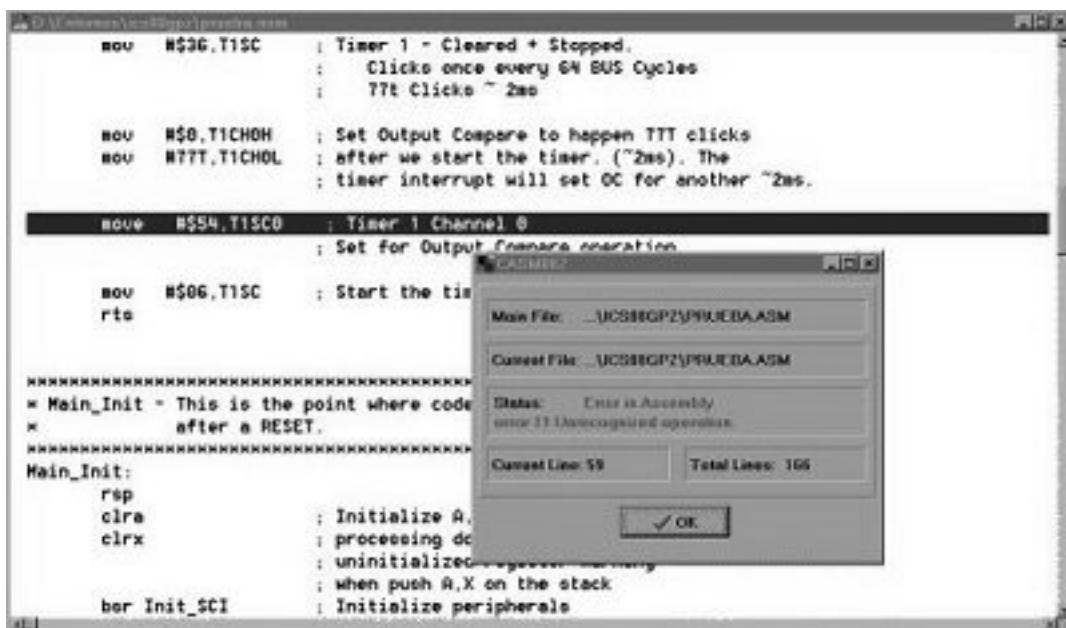 mov #$36,T1SC ; Timer 1 - Cleared + Stopped.
; Clicks once every 64 BUS Cycles
; 77t Clicks ~ 2ms
mov #$0,T1CH0H ; Set Output Compare to happen 77T clicks
mov #77T,T1CH0L ; after we start the timer. (~2ms). The
; timer interrupt will set OC for another ~2ms.
move #$54,T1SC0 ; Timer 1 Channel 0
; Set for Output Compare operation
mov #$06,T1SC ; Start the tim
rts
* Main_Init - This is the point where code
* after a RESET.
Main_Init:
rsp
clra ; Initialize A,
clrx ; processing
; uninitialized
; when push A,X on the stack
bsr Init_SCI ; Initialize peripherals
Main File: ...\ICS08GPZ\PRUEBA.ASM
Current File: ...\ICS08GPZ\PRUEBA.ASM
Status: Error in Assembly
Unrecognized operation.
Current Line: 59 Total Lines: 166
OK